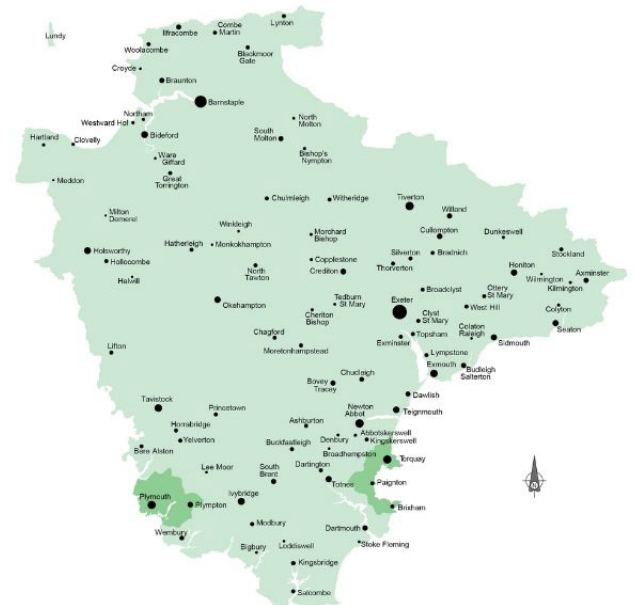 Lundy
Lynton
Ilfracombe
Combe
Martin
Woolacombe
Blackmoor
Gate
Croyde
Braunton
Barnstaple
Northam
Westward Ho!
Bideford
North
Molton
South
Molton
Hartland
Clovelly
Bishop's
Nympton
Ware
Giffard
Great
Torrington
Meddon
Chulmleigh
Witheridge
Tiverton
Milton
Damerel
Willand
Winkleigh
Morchard
Bishop
Cullompton
Dunkeswell
Hatherleigh
Monkokhampton
Holsworthy
Hollocombe
Silverton
Bradnich
Stockland
Copplestone
Thorverton
North
Tawton
Crediton
Honiton
Axminster
Wilmington
Kilmington
Halwill
Broadclyst
Ottery
St Mary
Okehampton
Tedburn
St Mary
Exeter
West Hill
Colyton
Cheriton
Bishop
Clyst
St Mary
Seaton
Chagford
Topsham
Colaton
Raleigh
Sidmouth
Exminster
Lifton
Moretonhampstead
Lympstone
Exmouth
Budleigh
Salterton
Chudleigh
Bovey
Tracey
Dawlish
Tavistock
Princetown
Newton
Abbot
Teignmouth
Horrabridge
Ashburton
Abbotskerswell
Yelverton
Denbury
Kingskerswell
Bere Alston
Buckfastleigh
Broadhempston
Torquay
Lee Moor
South
Brent
Dartington
Totnes
Paignton
Plymouth
Plympton
Ivybridge
Brixham
Modbury
Dartmouth
Wembury
Loddiswell
Stoke Fleming
Bigbury
Kingsbridge
Salcombe
N